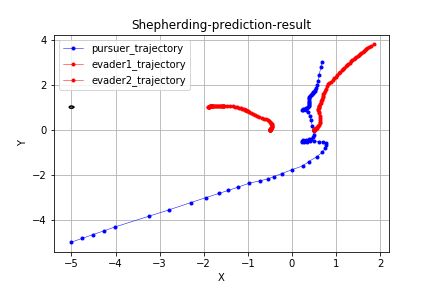 Shepherding-prediction-result
4
2
0
−2
−4
Y
pursuer_trajectory
evader1_trajectory
evader2_trajectory
−5
−4
−3
−2
−1
0
1
2
X